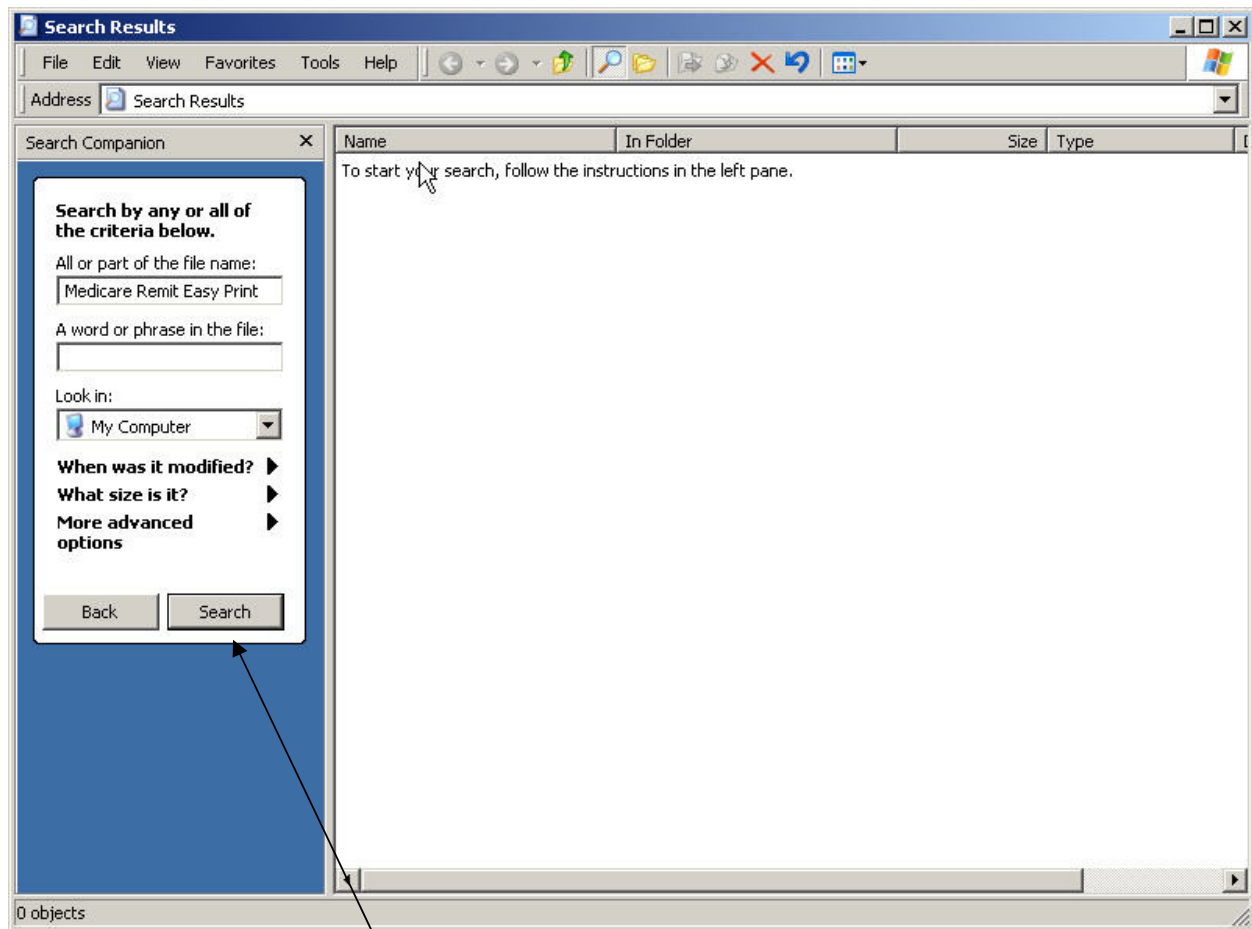 Search Results
File Edit View Favorites Tools Help
Address Search Results
Search Companion
Name In Folder Size Type
To start your search, follow the instructions in the left pane.
Search by any or all of
the criteria below.
All or part of the file name:
Medicare Remit Easy Print
A word or phrase in the file:
Look in:
My Computer
When was it modified?
What size is it?
More advanced
options
Back Search
0 objects